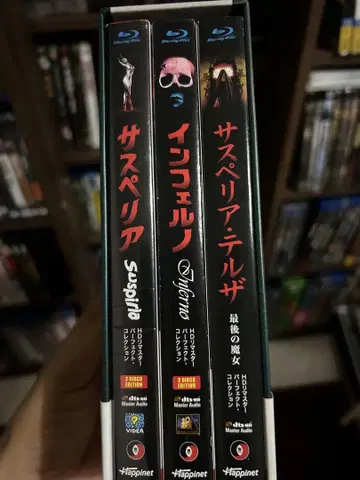 Blu-ray Disc
サスペリア
Suspiria
HDリマスター
パーフェクト・
コレクション
2 DISCS
EDITION
dts-HD
Master Audio
VIDEA
Happinet
Blu-ray Disc
インフェルノ
Inferno
HDリマスター
パーフェクト・
コレクション
2 DISCS
EDITION
dts-HD
Master Audio
Happinet
Blu-ray Disc
サスペリア・テルザ
最後の魔女
HDリマスター
パーフェクト・
コレクション
dts-HD
Master Audio
Happinet